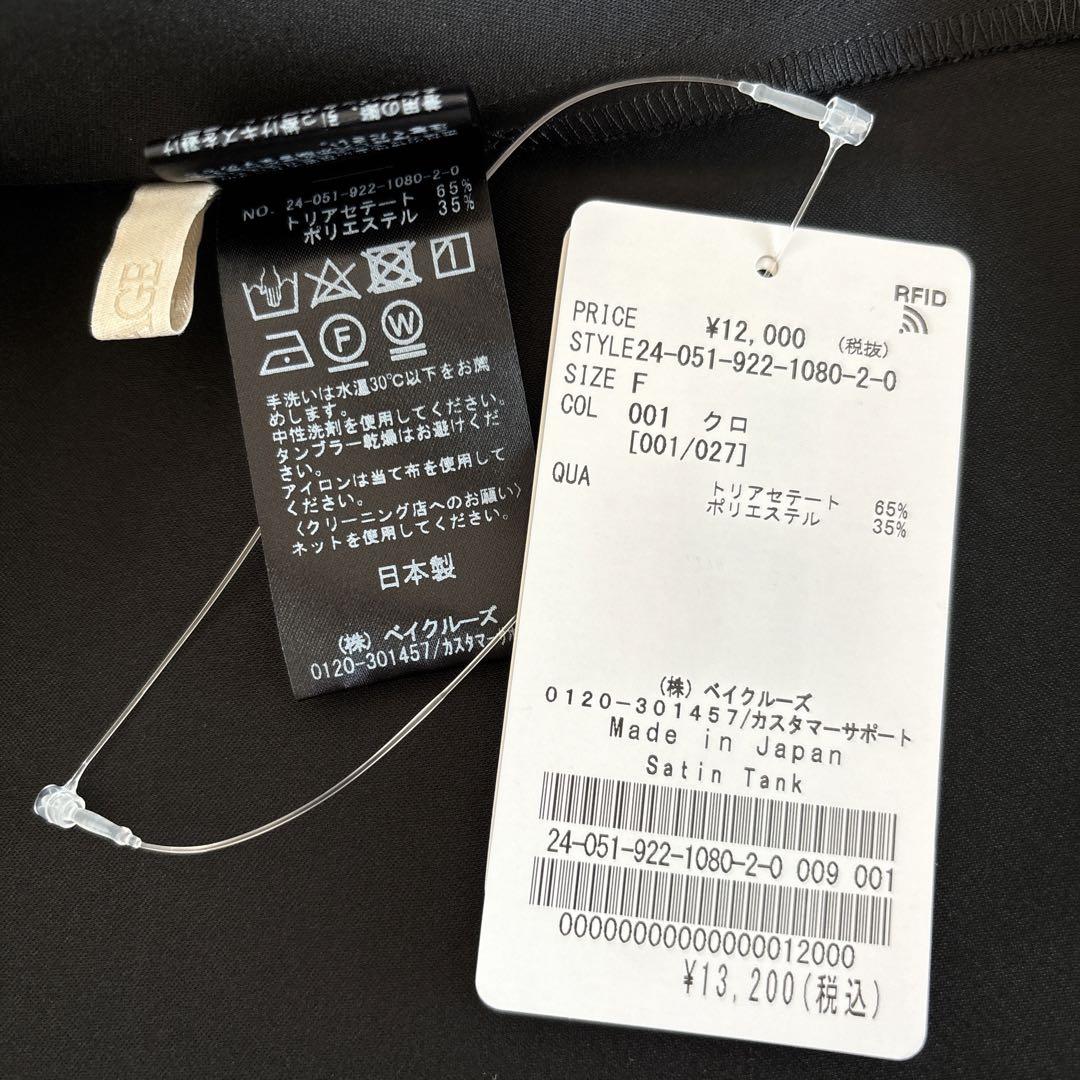 NO. 24-051-922-1080-2-0
トリアセテート 65%
ポリエステル 35%
F
W
手洗いは水温30℃以下をお薦
めします。
中性洗剤を使用してください。
タンブラー乾燥はお避けくだ
さい。
アイロンは当て布を使用して
ください。
〈クリーニング店へのお願い〉
ネットを使用してください。
日本製
(株) ベイクルーズ
0120-301457/カスタマーサ
RFID
PRICE ¥12,000 (税抜)
STYLE24-051-922-1080-2-0
SIZE F
COL 001 クロ
[001/027]
QUA
トリアセテート 65%
ポリエステル 35%
(株) ベイクルーズ
0120-301457/カスタマーサポート
Made in Japan
Satin Tank
24-051-922-1080-2-0 009 001
00000000000000012000
¥13,200(税込)